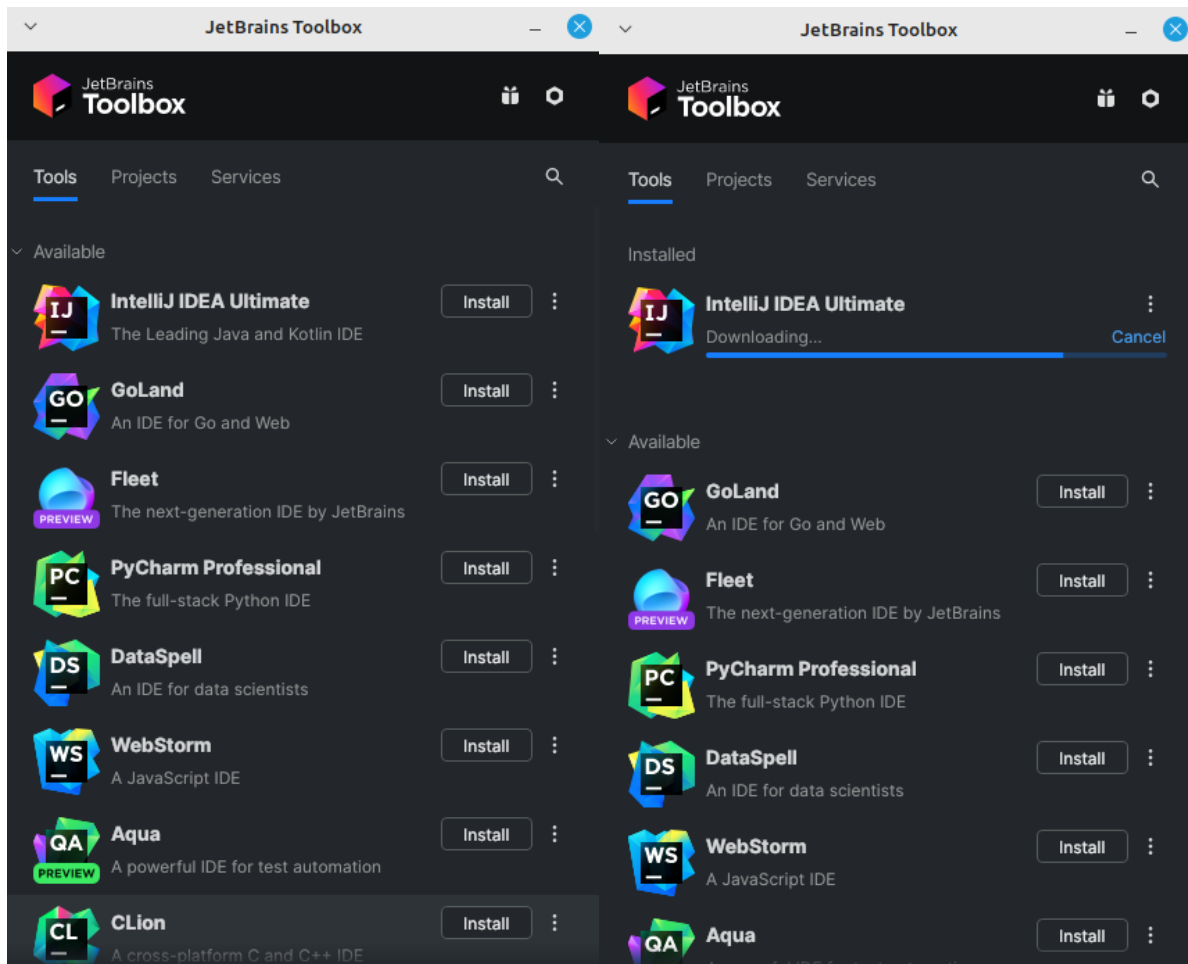 JetBrains Toolbox
JetBrains
Toolbox
Tools Projects Services
Available
IJ
IntelliJ IDEA Ultimate
Install
The Leading Java and Kotlin IDE
GO
GoLand
Install
An IDE for Go and Web
Fleet
Install
PREVIEW
The next-generation IDE by JetBrains
PC
PyCharm Professional
Install
The full-stack Python IDE
DS
DataSpell
Install
An IDE for data scientists
WS
WebStorm
Install
A JavaScript IDE
QA
Aqua
Install
PREVIEW
A powerful IDE for test automation
CL
CLion
Install
A cross-platform C and C++ IDE
JetBrains Toolbox
JetBrains
Toolbox
Tools Projects Services
Installed
IJ
IntelliJ IDEA Ultimate
Downloading...
Cancel
Available
GO
GoLand
Install
An IDE for Go and Web
Fleet
Install
PREVIEW
The next-generation IDE by JetBrains
PC
PyCharm Professional
Install
The full-stack Python IDE
DS
DataSpell
Install
An IDE for data scientists
WS
WebStorm
Install
A JavaScript IDE
QA
Aqua
Install